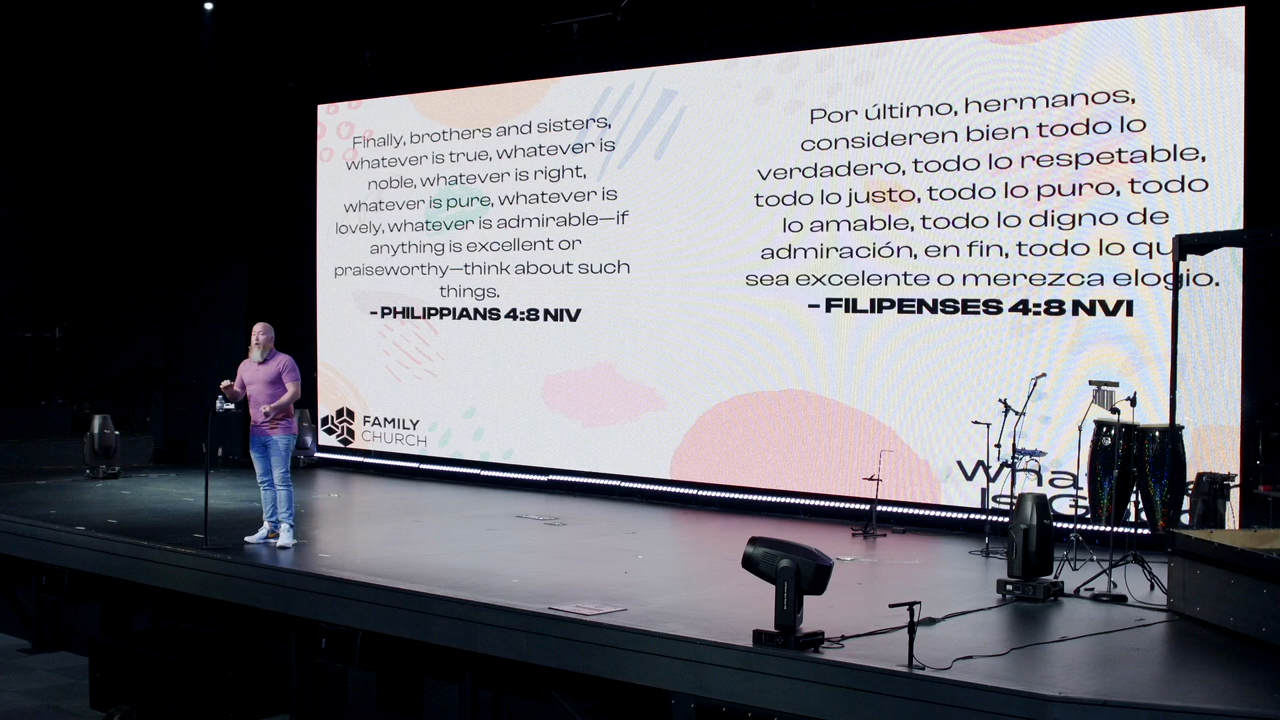 Finally, brothers and sisters,
whatever is true, whatever is
noble, whatever is right,
whatever is pure, whatever is
lovely, whatever is admirable—if
anything is excellent or
praiseworthy—think about such
things.
- PHILIPPIANS 4:8 NIV
Por último, hermanos,
consideren bien todo lo
verdadero, todo lo respetable,
todo lo justo, todo lo puro, todo
lo amable, todo lo digno de
admiración, en fin, todo lo
sea excelente o merezca elogio.
- FILIPENSES 4:8 NVI
FAMILY
CHURCH
Is